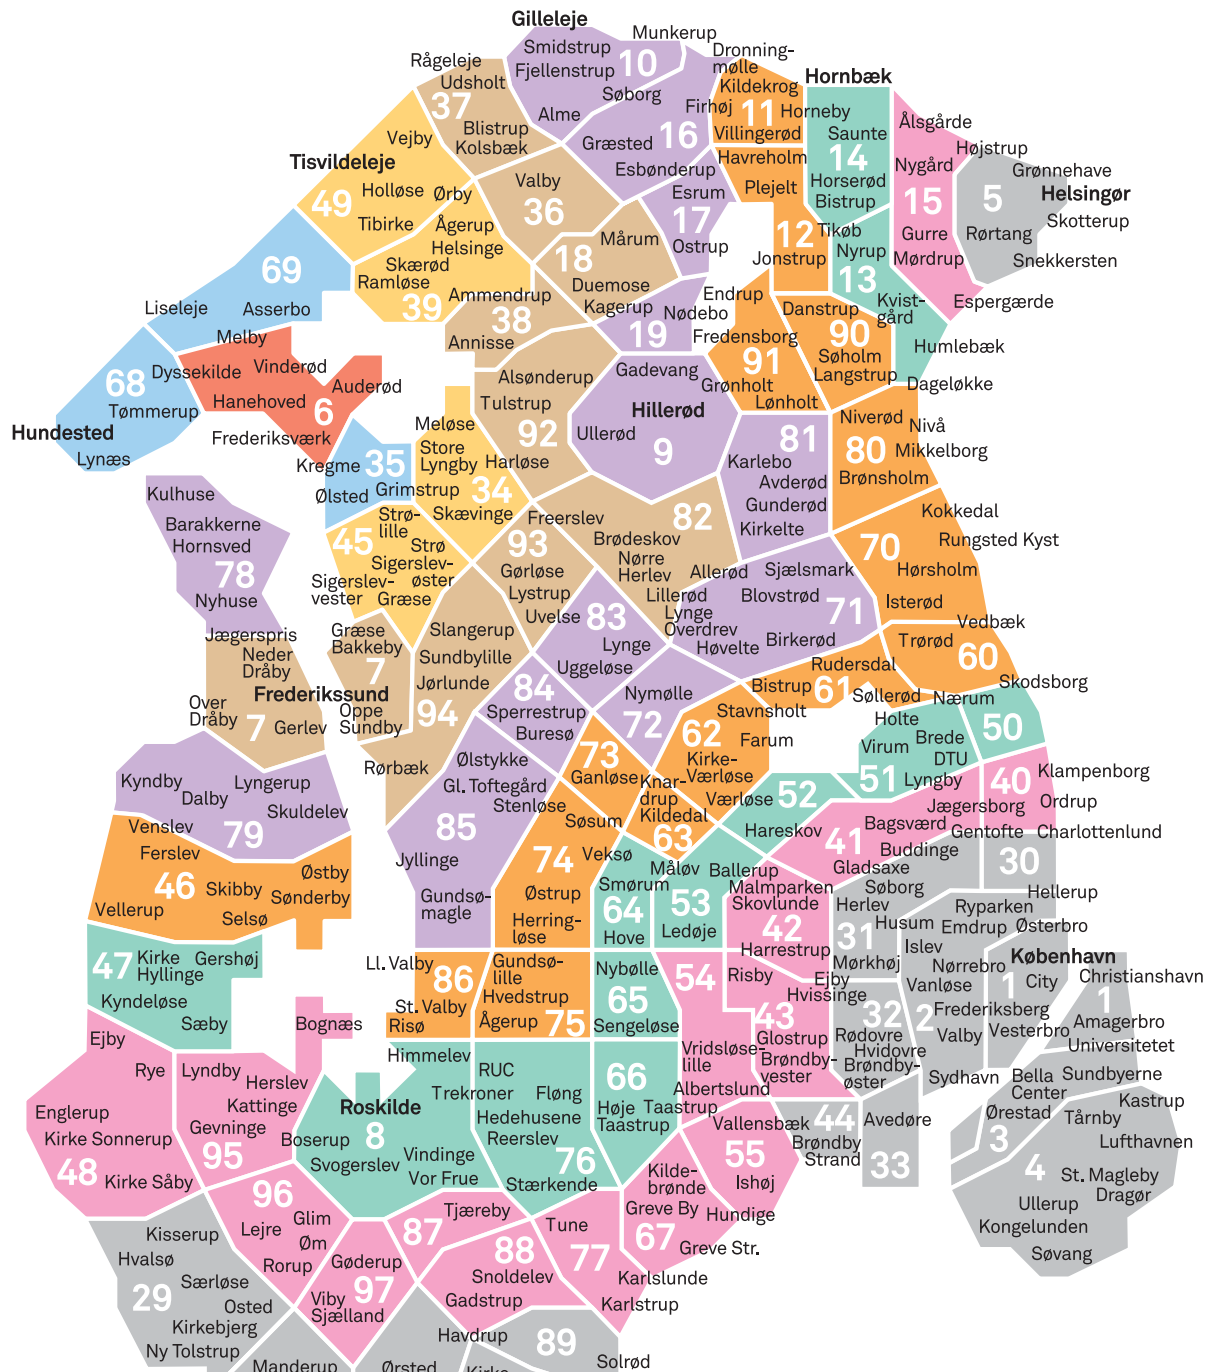 Gilleleje
Munkerup
Smidstrup
10
Fjellenstrup
Dronning-
mølle
Rågeleje
Udsholt
37
Søborg
Alme
Kildekrog
Firhøj
11
Villingerød
Hornbæk
Horneby
Saunte
14
Horserød
Bistrup
Ålsgårde
Højstrup
Nygård
15
Gurre
Mørdrup
Grønnehave
5
Helsingør
Skotterup
Rørtang
Snekkersten
Espergærde
Vejby
Blistrup
Kolsbæk
Græsted
16
Esbønderup
Havreholm
Plejelt
Tisvildeleje
Holløse
49
Tibirke
Ørby
Valby
36
Esrum
17
Ostrup
12
Jonstrup
Tikøb
Nyrup
13
Kvist-
gård
Humlebæk
Ågerup
Helsinge
Skærød
Ramløse
39
Mårum
18
Duemose
Kagerup
69
Liseleje
Asserbo
Ammendrup
38
Annisse
Nødebo
19
Endrup
Fredensborg
91
Grønholt
Lønholt
Danstrup
90
Søholm
Langstrup
Dageløkke
Melby
68
Dyssekilde
Tømmerup
Hundested
Lynæs
Vinderød
Auderød
Hanehoved
6
Frederiksværk
Alsønderup
Tulstrup
92
Harløse
Gadevang
Hillerød
Ullerød
9
Meløse
Store
Lyngby
34
Skævinge
Kregme
35
Ølsted
Grimstrup
81
Karlebo
Avderød
Gunderød
Kirkelte
Niverød
Nivå
80
Mikkelborg
Brønsholm
Kulhuse
Barakkerne
Hornsved
78
Nyhuse
Strø-
lille
45
Strø
Sigerslev-
øster
Sigerslev-
vester
Græse
Freerslev
93
Gørløse
Lystrup
Uvelse
82
Brødeskov
Nørre
Herlev
Kokkedal
70
Rungsted Kyst
Hørsholm
Isterød
Allerød
Sjælsmark
Lillerød
Blovstrød
71
Lynge
Overdrev
Høvelte
Birkerød
Vedbæk
Trørød
60
Skodsborg
Jægerspris
Neder
Dråby
Over
Dråby
7
Gerlev
Frederikssund
Græse
Bakkeby
7
Oppe
Sundby
Slangerup
Sundbylille
Jørlunde
94
Rørbæk
83
Lynge
Uggeløse
84
Sperrestrup
Buresø
Nymølle
72
Rudersdal
Bistrup
61
Søllerød
Nærum
Holte
Virum
Brede
DTU
51
Lyngby
50
Stavnsholt
62
Farum
Kirke-
Værløse
Værløse
52
Hareskov
73
Ganløse
Knar-
drup
Kildedal
63
Kyndby
Lyngerup
Dalby
Skuldelev
79
Ølstykke
Gl. Toftegård
Stenløse
85
Jyllinge
Gundsø-
magle
Søsum
74
Veksø
Østrup
Herring-
løse
40
Klampenborg
Ordrup
Charlottenlund
Jægersborg
Bagsværd
Gentofte
41
Buddinge
Gladsaxe
30
Hellerup
Venslev
Ferslev
46
Skibby
Østby
Sønderby
Vellerup
Selsø
Måløv
Smørum
64
53
Ballerup
Hove
Ledøje
Malmparken
Skovlunde
42
Harrestrup
Søborg
Herlev
31
Mørkhøj
Husum
Islev
Ryparken
Emdrup
Østerbro
Nørrebro
Vanløse
København
1
City
Christianshavn
1
47
Kirke
Hyllinge
Gershøj
Kyndeløse
Sæby
Ll. Valby
86
St. Valby
Risø
Gundsø-
lille
Hvedstrup
75
Ågerup
Nybølle
65
Sengeløse
54
Risby
Ejby
Hvissinge
43
Glostrup
Brøndby-
vester
32
Rødovre
Hvidovre
Brøndby-
øster
2
Frederiksberg
Valby
Vesterbro
Sydhavn
Amagerbro
Universitetet
Bognæs
Ejby
Rye
Lyndby
Herslev
Kattinge
Gevninge
95
Englerup
Kirke Sonnerup
48
Kirke Såby
Himmelev
Roskilde
8
Boserup
Svogerslev
Vindinge
Vor Frue
RUC
Trekroner
Fløng
Hedehusene
Reerslev
76
Stærkende
66
Høje
Taastrup
Taastrup
Vridsløse-
lille
Albertslund
Vallensbæk
55
Ishøj
44
Brøndby
Strand
Avedøre
33
Bella
Center
Sundbyerne
Ørestad
3
Tårnby
Kastrup
Lufthavnen
4
St. Magleby
Dragør
Ullerup
Kongelunden
Søvang
96
Glim
Lejre
Øm
Rorup
Kilde-
brønde
Greve By
Hundige
67
Greve Str.
Kisserup
Hvalsø
Særløse
29
Osted
Kirkebjerg
Ny Tolstrup
Tjæreby
87
Gøderup
97
Viby
Sjælland
88
Snoldelev
Gadstrup
Tune
77
Karlslunde
Karlstrup
Havdrup
89
Solrød
Manderup
Ørsted
Kirke